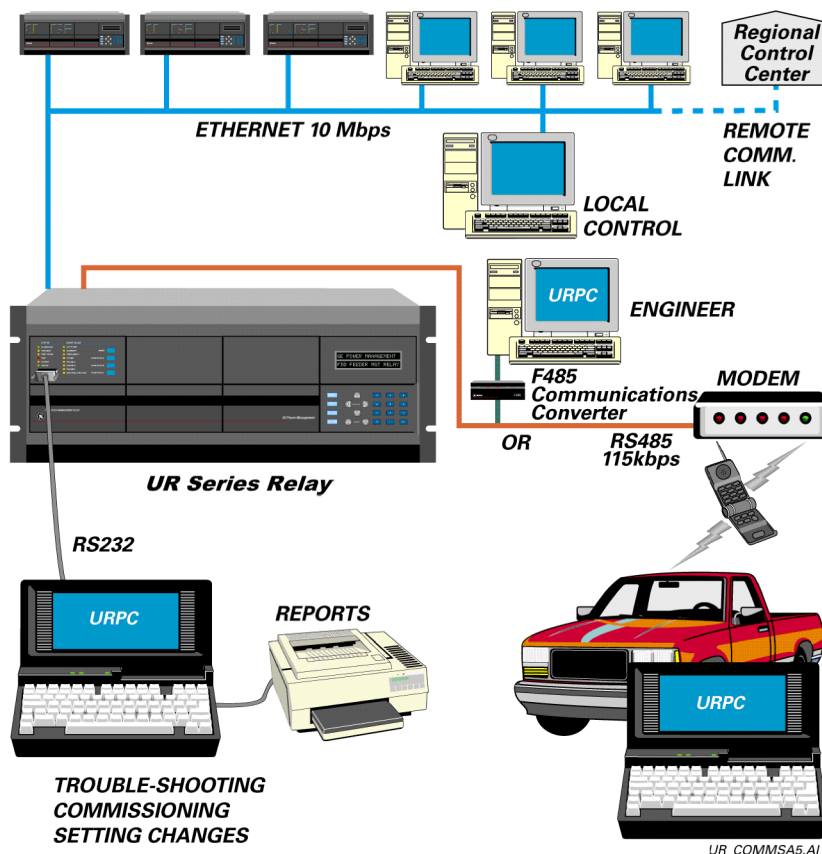 Regional
Control
Center
ETHERNET 10 Mbps
REMOTE
COMM.
LINK
LOCAL
CONTROL
URPC
ENGINEER
GE POWER MANAGEMENT
F60 FEEDER MGT RELAY
F485
Communications
Converter
MODEM
OR
RS485
115kbps
UR Series Relay
RS232
URPC
REPORTS
URPC
TROUBLE-SHOOTING
COMMISSIONING
SETTING CHANGES
UR_COMMSA5.AI